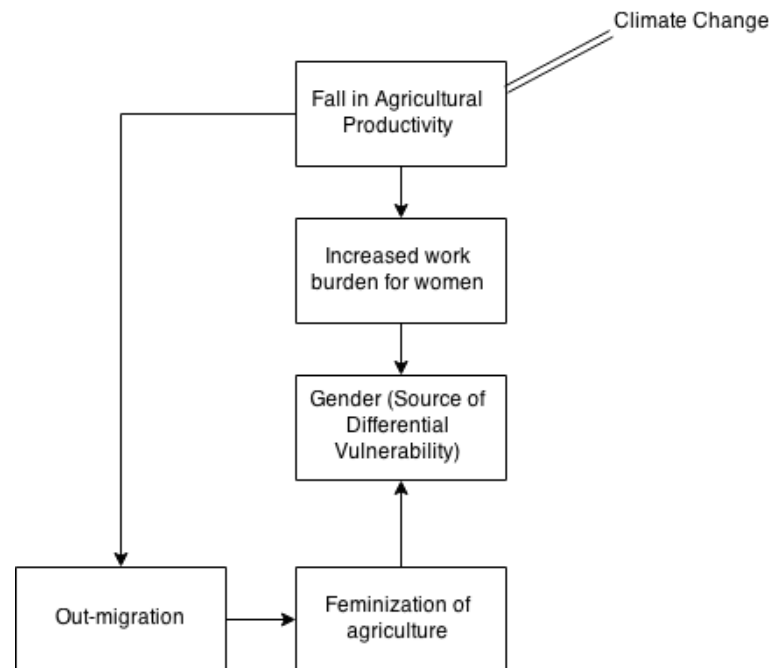 Climate Change
Fall in Agricultural
Productivity
Increased work
burden for women
Gender (Source of
Differential
Vulnerability)
Out-migration
Feminization of
agriculture